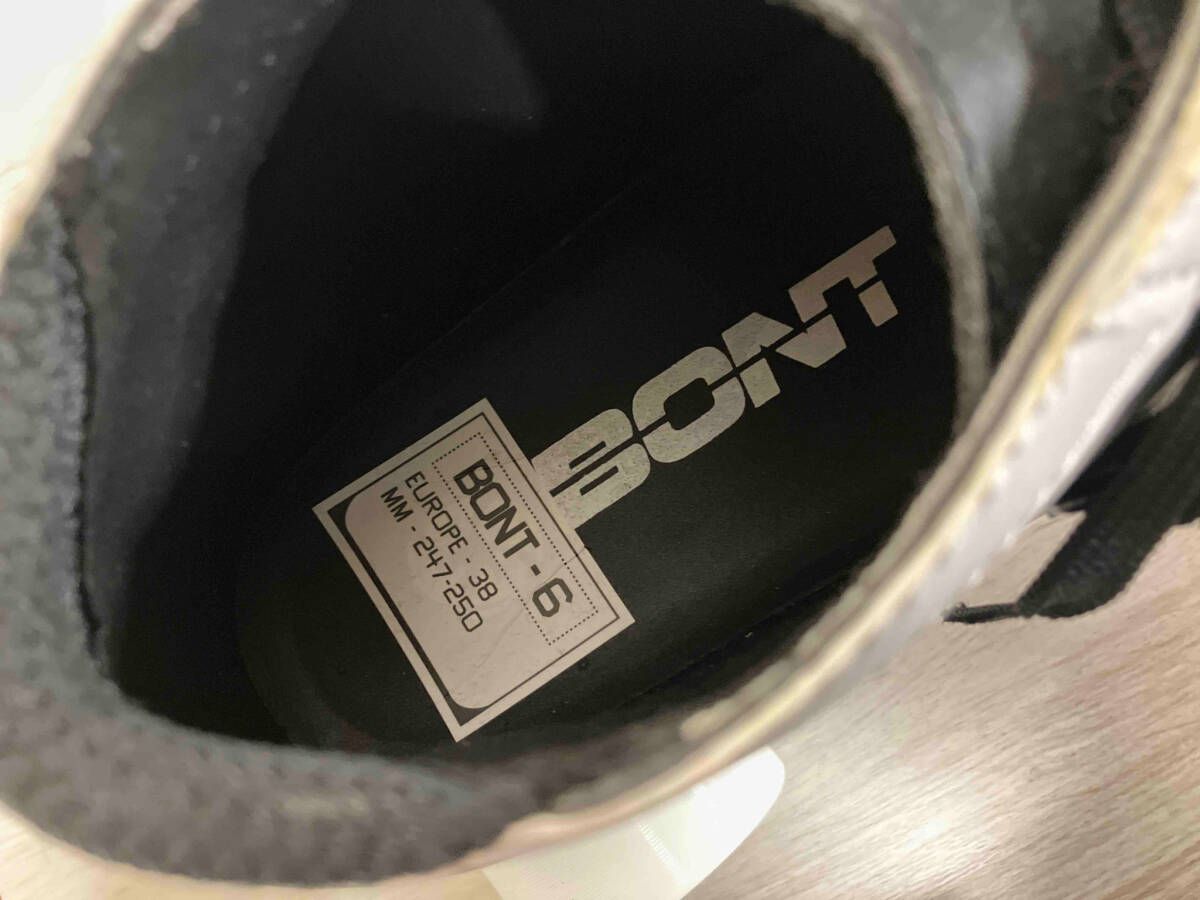 BONT
BONT - 6
EUROPE - 38
MM - 247-250